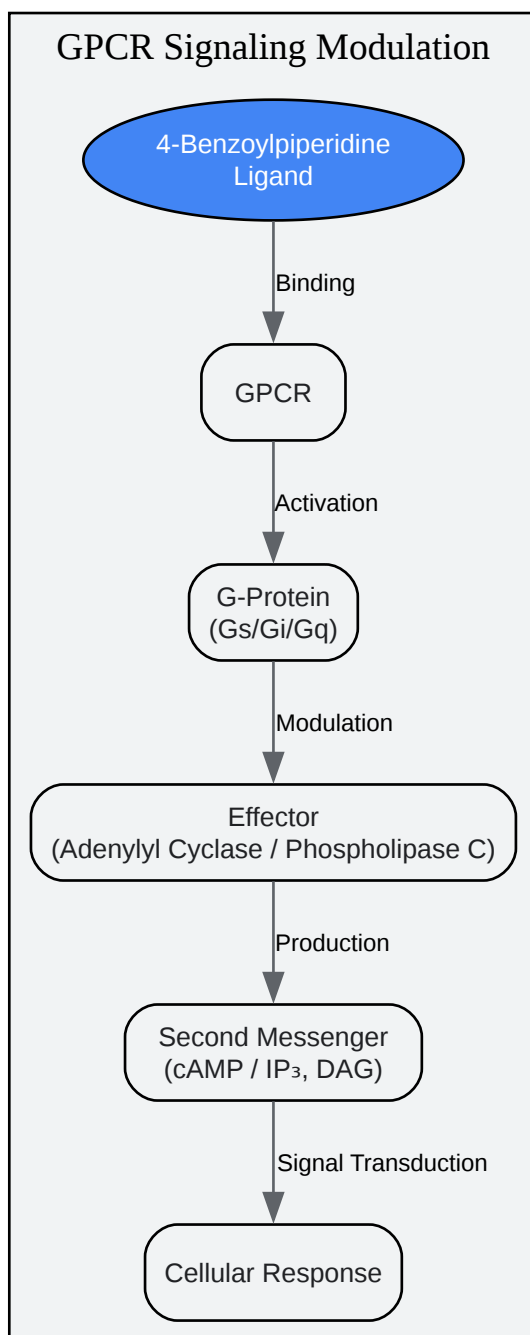 GPCR Signaling Modulation
4-Benzoylpiperidine
Ligand
Binding
GPCR
Activation
G-Protein
(Gs/Gi/Gq)
Modulation
Effector
(Adenylyl Cyclase / Phospholipase C)
Production
Second Messenger
(cAMP / IP₃, DAG)
Signal Transduction
Cellular Response